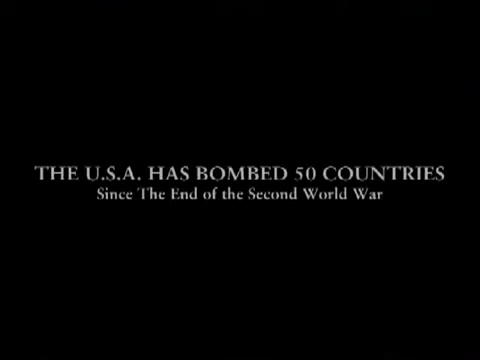 THE U.S.A. HAS BOMBED 50 COUNTRIES
Since The End of the Second World War